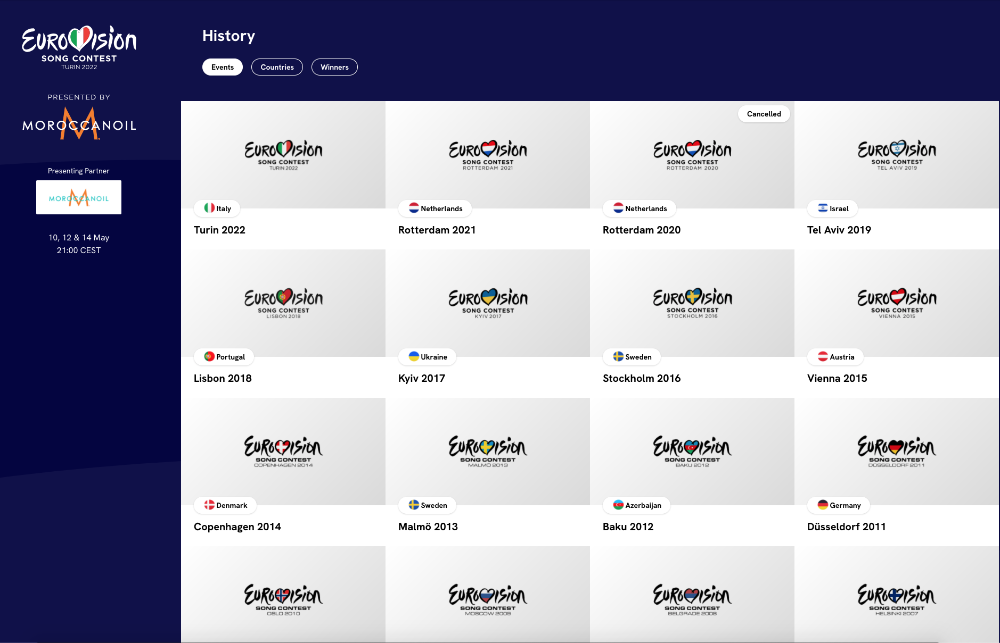 EUROVISION
SONG CONTEST
TURIN 2022
PRESENTED BY
MOROCCANOIL
Presenting Partner
MOROCCANOIL
10, 12 & 14 May
21:00 CEST
History
Events Countries Winners
Cancelled
EUROVISION
SONG CONTEST
TURIN 2022
Italy
Turin 2022
EUROVISION
SONG CONTEST
ROTTERDAM 2021
Netherlands
Rotterdam 2021
EUROVISION
SONG CONTEST
ROTTERDAM 2020
Netherlands
Rotterdam 2020
EUROVISION
SONG CONTEST
TEL AVIV 2019
Israel
Tel Aviv 2019
EUROVISION
SONG CONTEST
LISBON 2018
Portugal
Lisbon 2018
EUROVISION
SONG CONTEST
KYIV 2017
Ukraine
Kyiv 2017
EUROVISION
SONG CONTEST
STOCKHOLM 2016
Sweden
Stockholm 2016
EUROVISION
SONG CONTEST
VIENNA 2015
Austria
Vienna 2015
EUROVISION
SONG CONTEST
COPENHAGEN 2014
Denmark
Copenhagen 2014
EUROVISION
SONG CONTEST
MALMÖ 2013
Sweden
Malmö 2013
EUROVISION
SONG CONTEST
BAKU 2012
Azerbaijan
Baku 2012
EUROVISION
SONG CONTEST
DÜSSELDORF 2011
Germany
Düsseldorf 2011
EUROVISION
SONG CONTEST
OSLO 2010
EUROVISION
SONG CONTEST
MOSCOW 2009
EUROVISION
SONG CONTEST
BELGRADE 2008
EUROVISION
SONG CONTEST
HELSINKI 2007